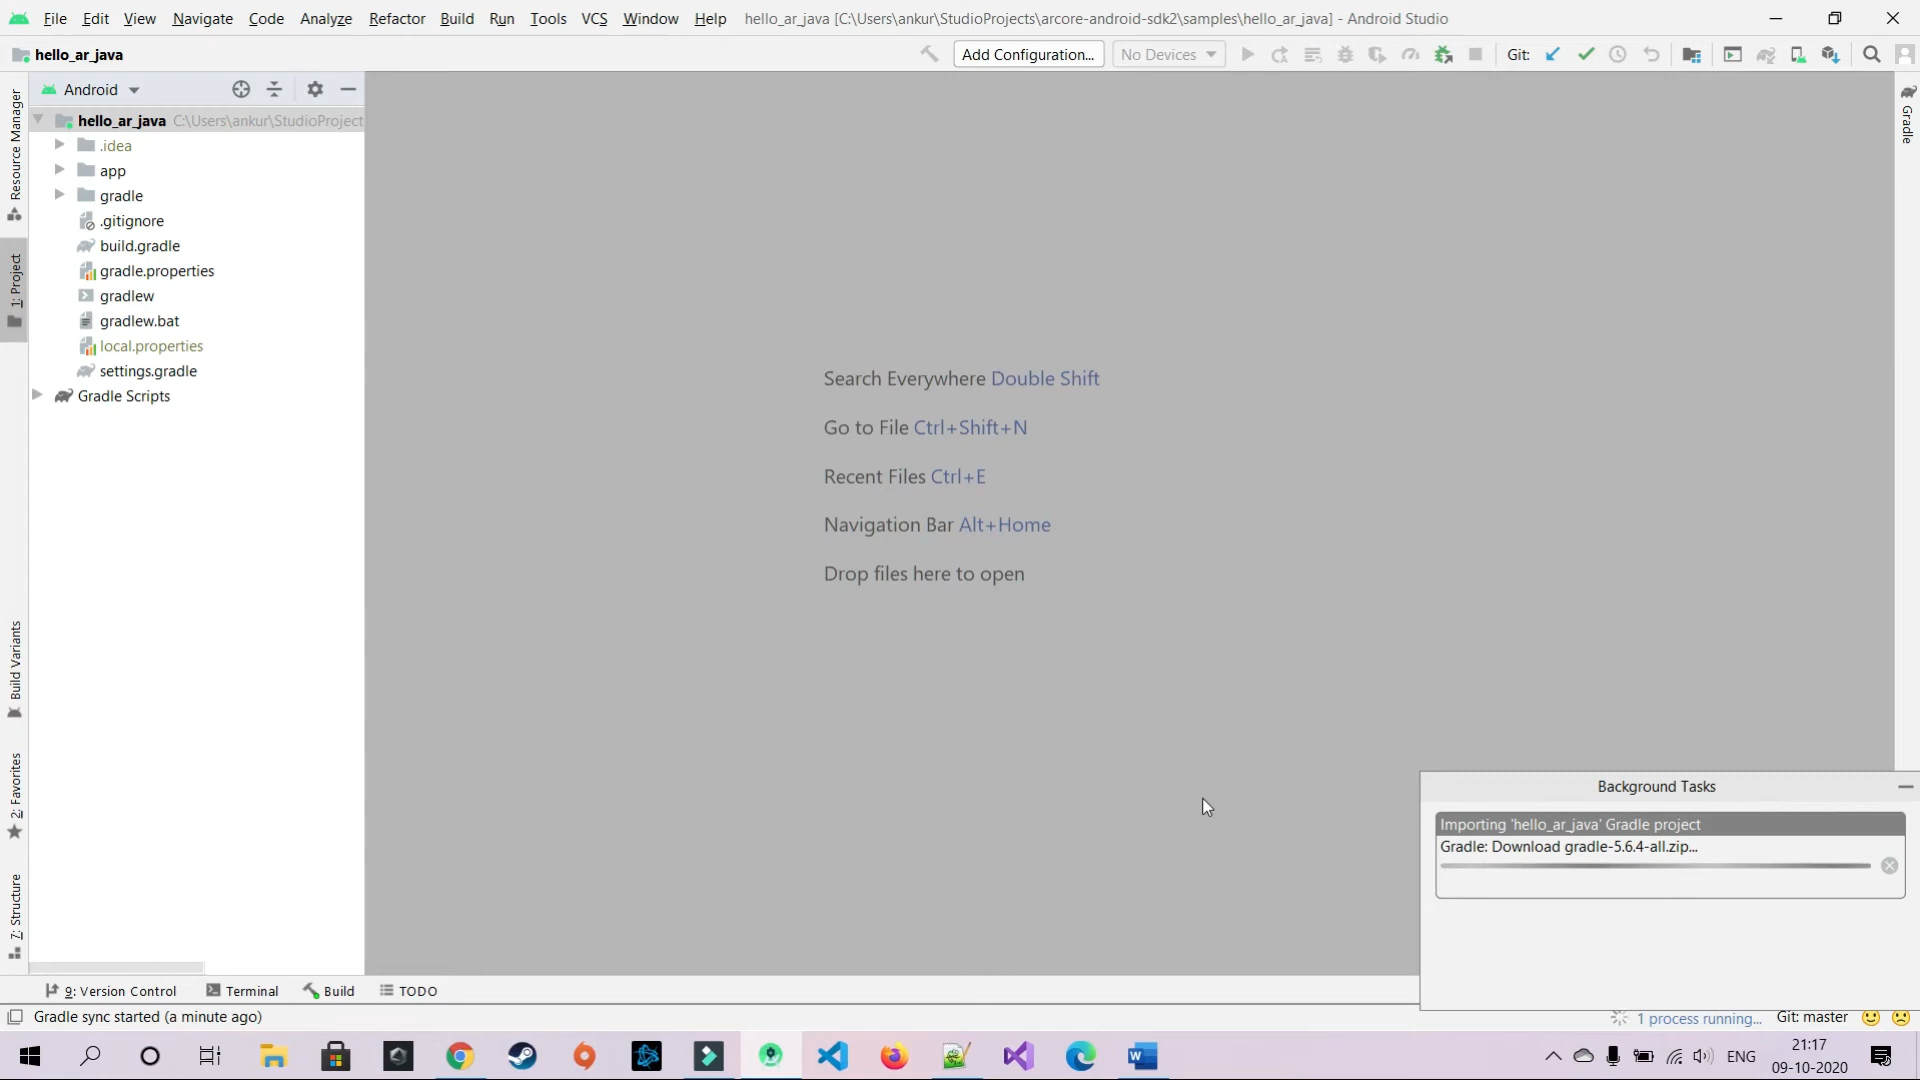 File Edit View Navigate Code Analyze Refactor Build Run Tools VCS Window Help hello_ar_java [C:\Users\ankur\StudioProjects\arcore-android-sdk2\samples\hello_ar_java] - Android Studio
hello_ar_java Add Configuration... No Devices Git:
Android
Resource Manager
1: Project
Build Variants
2: Favorites
7: Structure
hello_ar_java C:\Users\ankur\StudioProject
.idea
app
gradle
.gitignore
build.gradle
gradle.properties
gradlew
gradlew.bat
local.properties
settings.gradle
Gradle Scripts
Search Everywhere Double Shift
Go to File Ctrl+Shift+N
Recent Files Ctrl+E
Navigation Bar Alt+Home
Drop files here to open
Gradle
Background Tasks
Importing 'hello_ar_java' Gradle project
Gradle: Download gradle-5.6.4-all.zip...
9: Version Control Terminal Build TODO
Gradle sync started (a minute ago) 1 process running... Git: master
ENG 21:17
09-10-2020